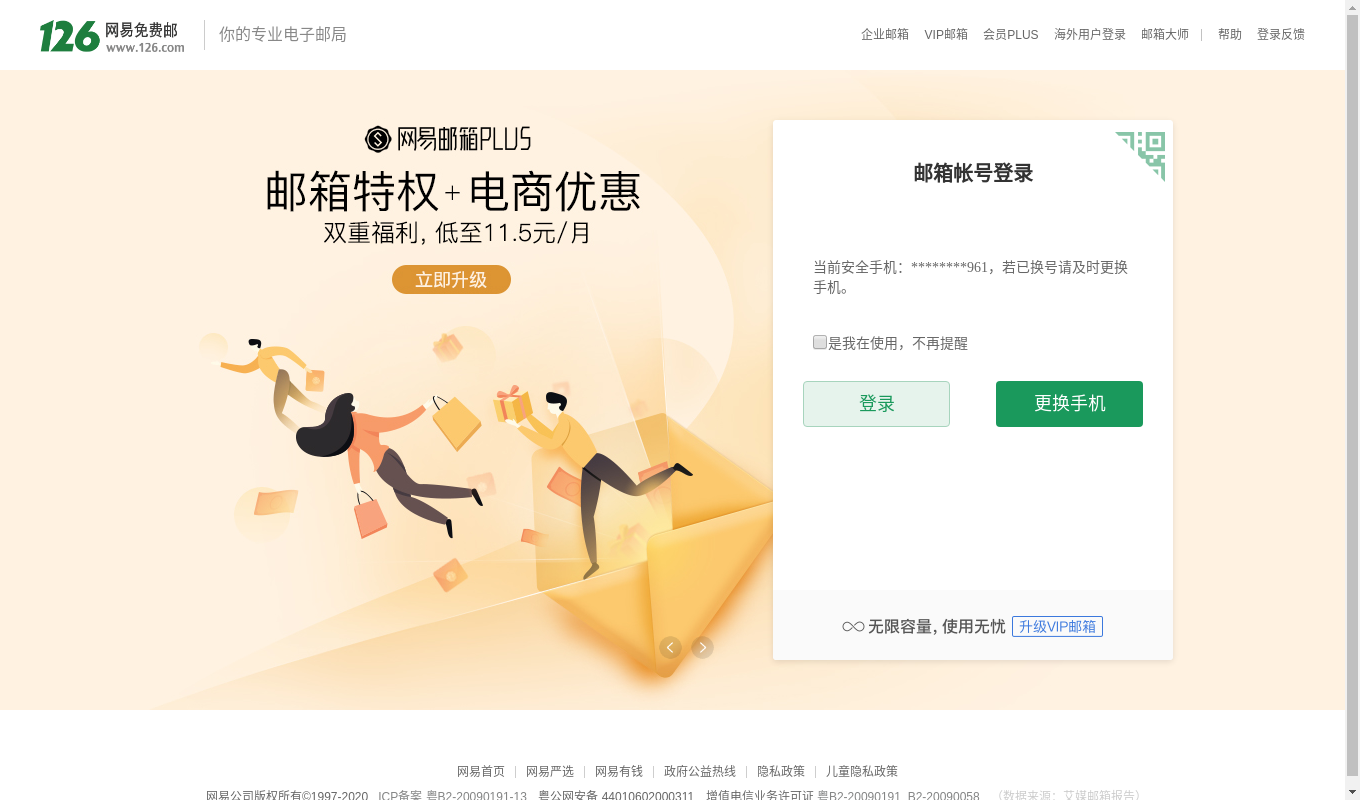 126 网易免费邮
www.126.com
你的专业电子邮局
企业邮箱 VIP邮箱 会员PLUS 海外用户登录 邮箱大师 | 帮助 登录反馈
网易邮箱PLUS
邮箱特权+电商优惠
双重福利，低至11.5元/月
立即升级
邮箱帐号登录
当前安全手机：********961，若已换号请及时更换
手机。
是我在使用，不再提醒
登录 更换手机
无限容量，使用无忧 升级VIP邮箱
网易首页 | 网易严选 | 网易有钱 | 政府公益热线 | 隐私政策 | 儿童隐私政策
网易公司版权所有©1997-2020 ICP备案 粤B2-20090191-13 粤公网安备 44010602000311 增值电信业务许可证 粤B2-20090191 B2-20090058 （数据来源：艾媒邮箱报告）